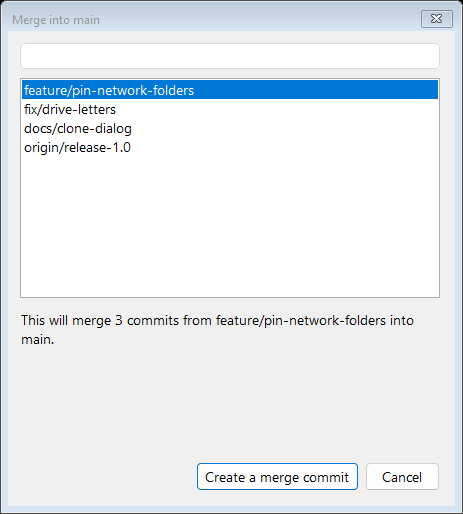 Merge into main
feature/pin-network-folders
fix/drive-letters
docs/clone-dialog
origin/release-1.0
This will merge 3 commits from feature/pin-network-folders into
main.
Create a merge commit
Cancel